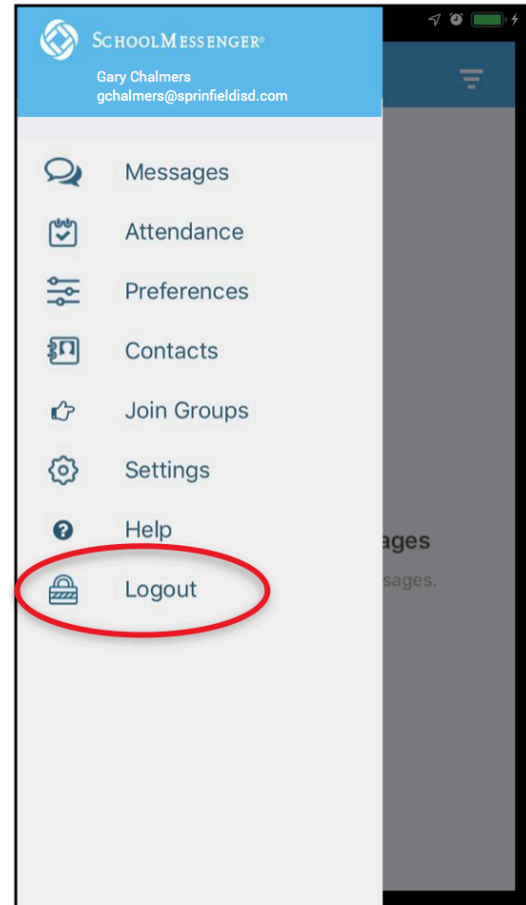 SCHOOLMESSENGER®
Gary Chalmers
gchalmers@sprinfieldisd.com
Messages
Attendance
Preferences
Contacts
Join Groups
Settings
Help
ages
Logout
sages.